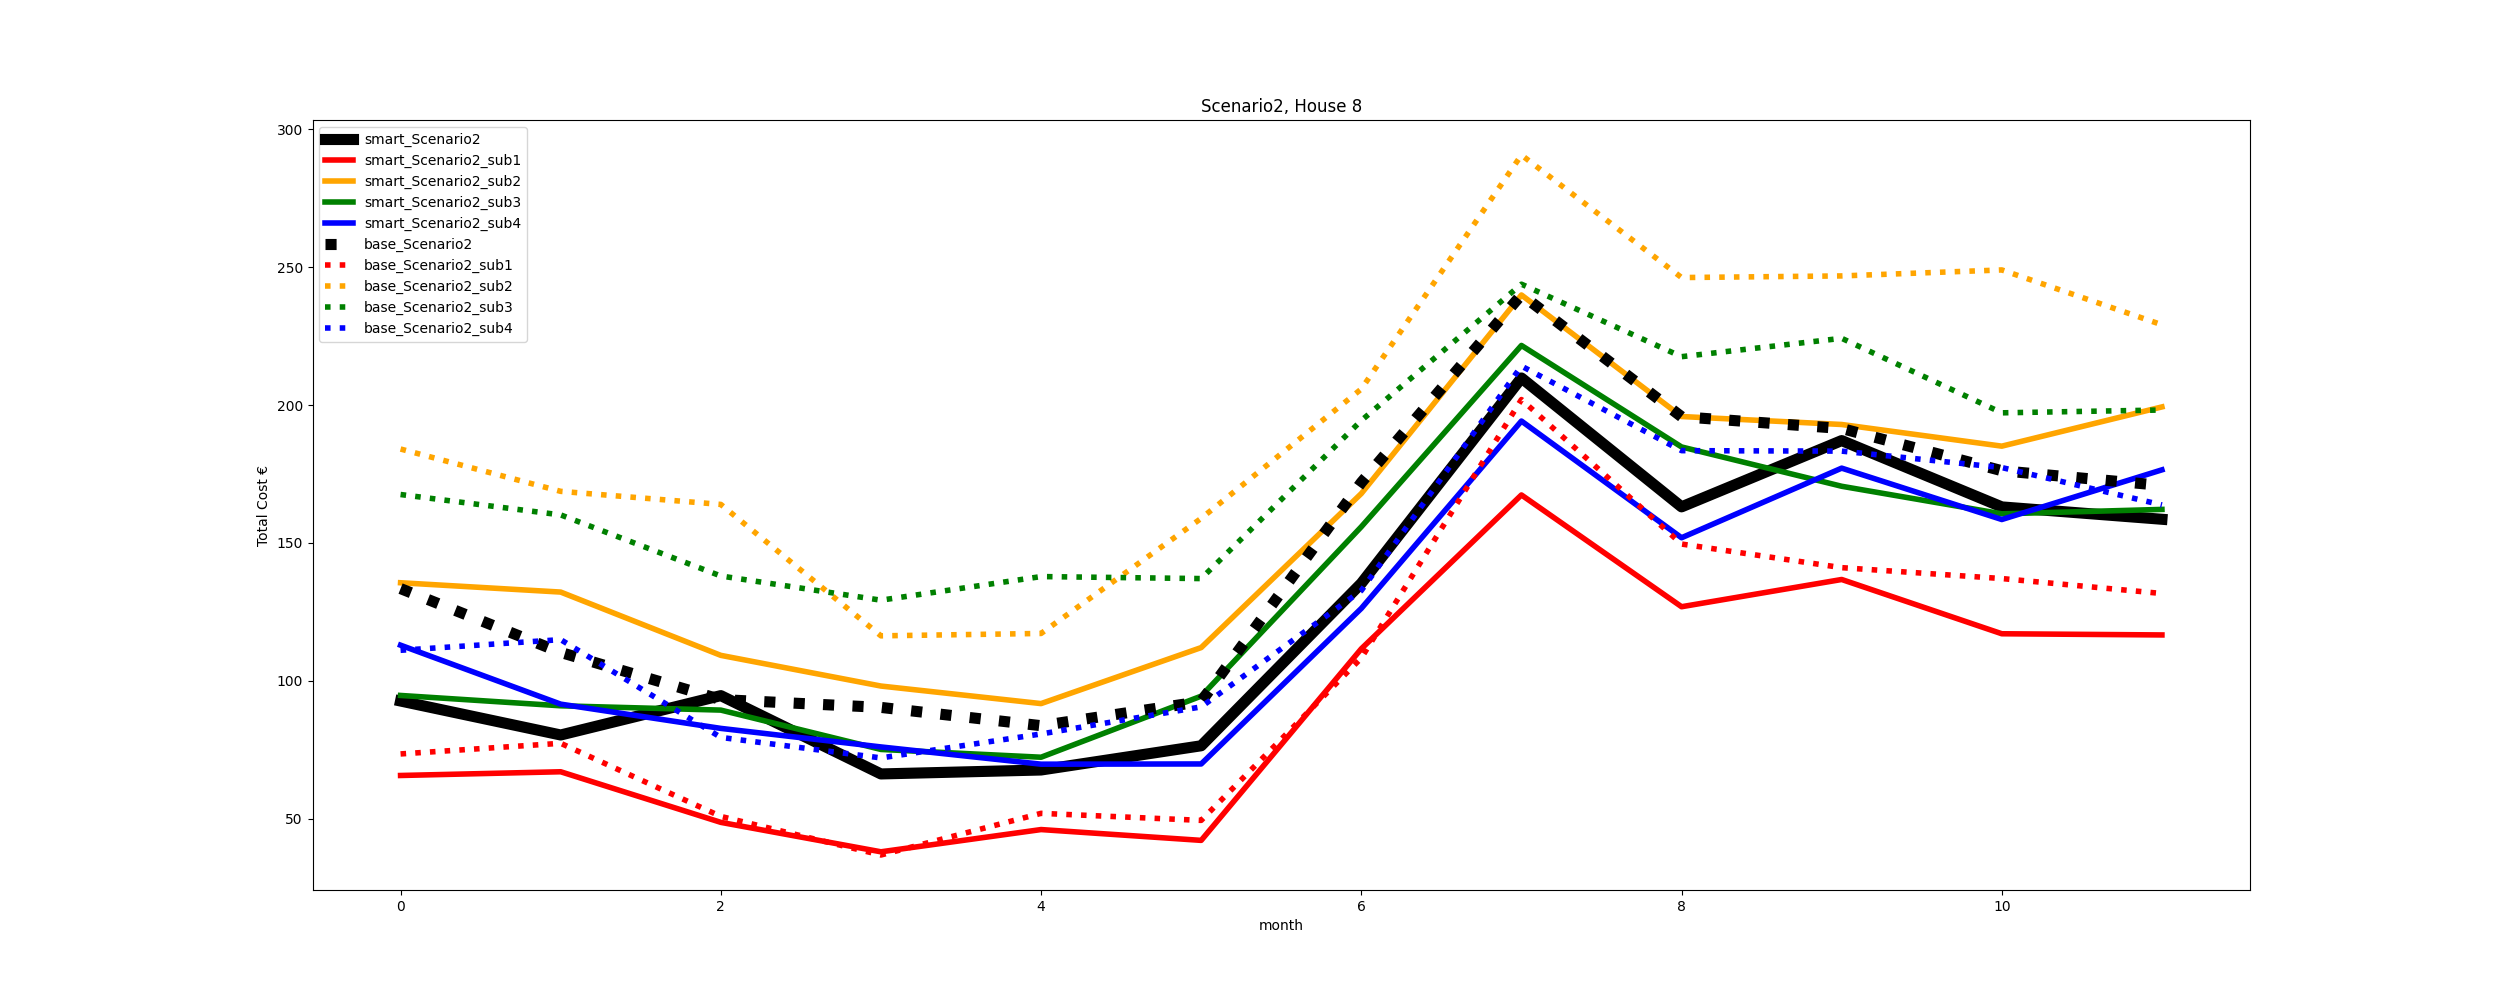 Scenario2, House 8
300
250
200
150
100
50
Total Cost €
smart_Scenario2
smart_Scenario2_sub1
smart_Scenario2_sub2
smart_Scenario2_sub3
smart_Scenario2_sub4
base_Scenario2
base_Scenario2_sub1
base_Scenario2_sub2
base_Scenario2_sub3
base_Scenario2_sub4
0 2 4 6 8 10
month